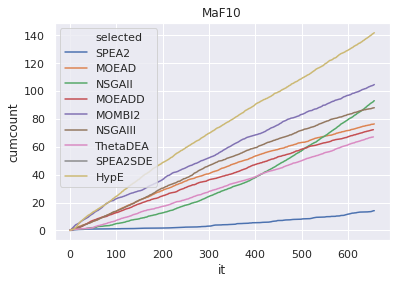 MaF10
cumcount
140
120
100
80
60
40
20
0
selected
SPEA2
MOEAD
NSGAII
MOEADD
MOMBI2
NSGAIII
ThetaDEA
SPEA2SDE
HypE
0 100 200 300 400 500 600
it